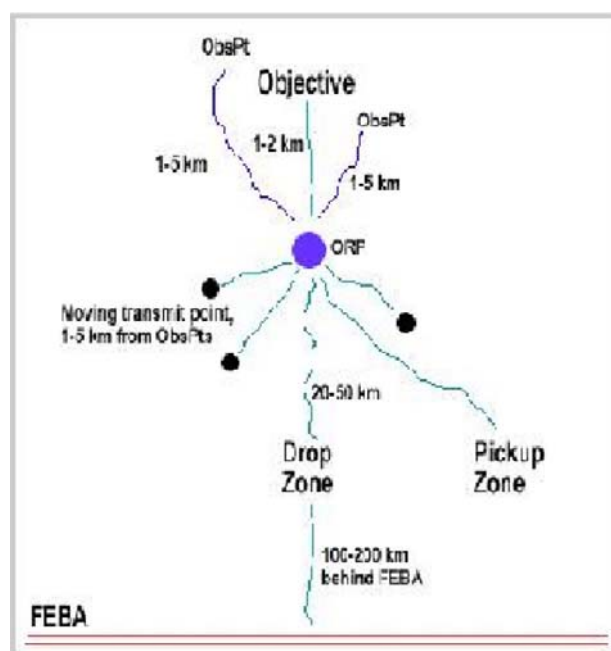 ObsPt
Objective
ObsPt
1-2 km
1-5 km
1-5 km
ORP
Moving transmit point,
1-5 km from ObsPts
20-50 km
Drop
Zone
Pickup
Zone
100-200 km
behind FEBA
FEBA